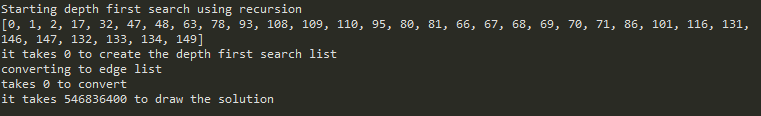 Starting depth first search using recursion
[0, 1, 2, 17, 32, 47, 48, 63, 78, 93, 108, 109, 110, 95, 80, 81, 66, 67, 68, 69, 70, 71, 86, 101, 116, 131,
146, 147, 132, 133, 134, 149]
it takes 0 to create the depth first search list
converting to edge list
takes 0 to convert
it takes 546836400 to draw the solution